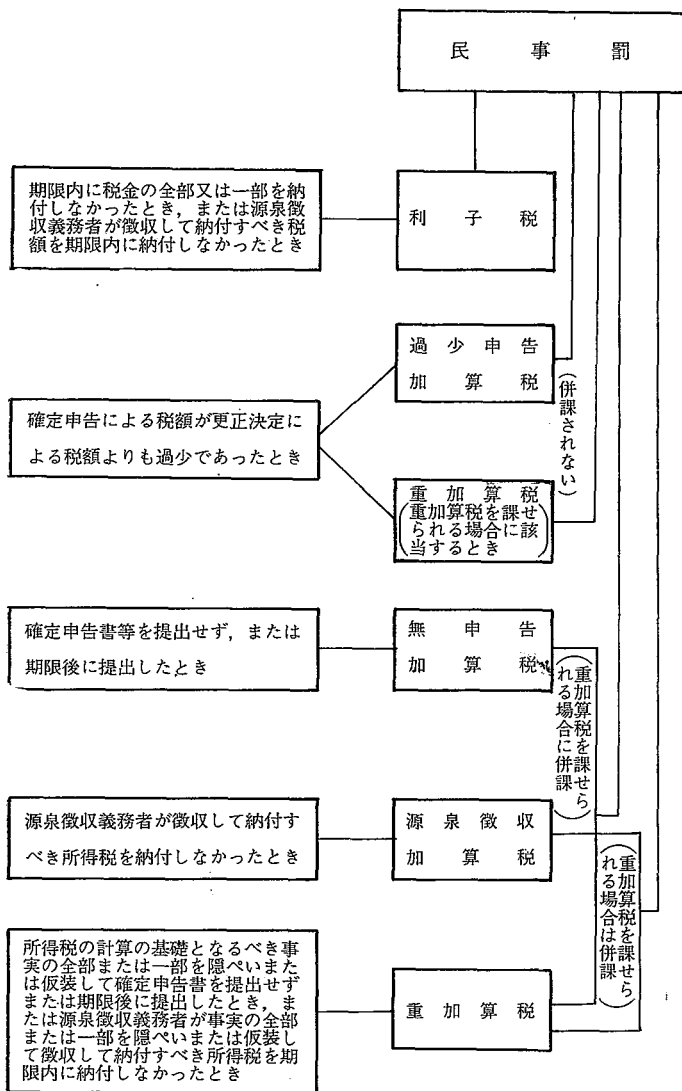 民事罰
期限内に税金の全部又は一部を納
付しなかったとき，または源泉徴
収義務者が徴収して納付すべき税
額を期限内に納付しなかったとき
利子税
過少申告
加算税
(併課されない)
確定申告による税額が更正決定に
よる税額よりも過少であったとき
重加算税
(重加算税を課せ
られる場合に該
当するとき)
確定申告書等を提出せず，または
期限後に提出したとき
無申告
加算税
(重加算税を課せら
れる場合に併課)
源泉徴収義務者が徴収して納付す
べき所得税を納付しなかったとき
源泉徴収
加算税
(重加算税を課せら
れる場合は併課)
所得税の計算の基礎となるべき事
実の全部または一部を隠ぺいまた
は仮装して確定申告書を提出せず
または期限後に提出したとき，ま
たは源泉徴収義務者が事実の全部
または一部を隠ぺいまたは仮装し
て徴収して納付すべき所得税を期
限内に納付しなかったとき
重加算税